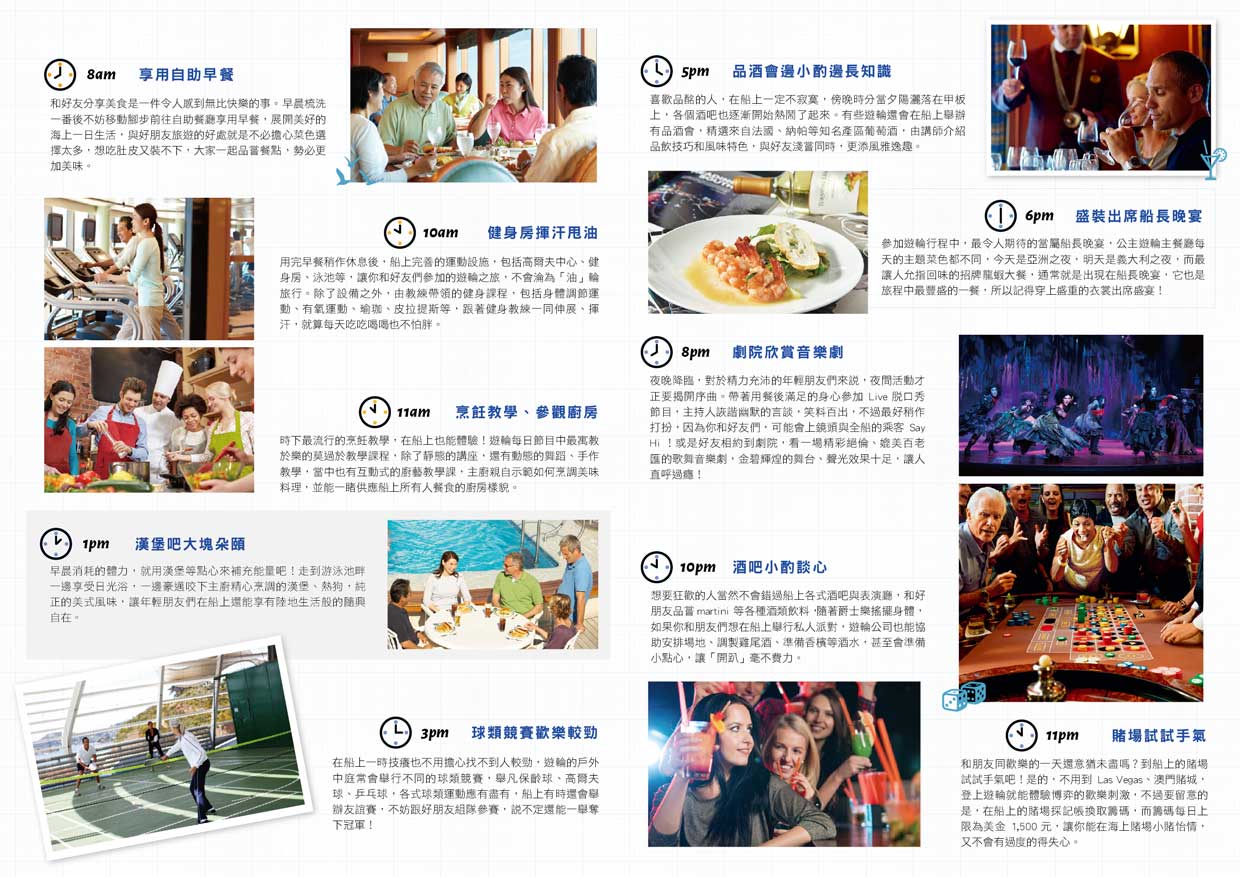 8am 享用自助早餐
和好友分享美食是一件令人感到無比快樂的事。早晨梳洗
一番後不妨移動腳步前往自助餐廳享用早餐，展開美好的
海上一日生活，與好朋友旅遊的好處就是不必擔心菜色選
擇太多，想吃肚皮又裝不下，大家一起品嘗餐點，勢必更
加美味。
10am 健身房揮汗甩油
用完早餐稍作休息後，船上完善的運動設施，包括高爾夫中心、健
身房、泳池等，讓你和好友們參加的遊輪之旅，不會淪為「油」輪
旅行。除了設備之外，由教練帶領的健身課程，包括身體調節運
動、有氧運動、瑜珈、皮拉提斯等，跟著健身教練一同伸展、揮
汗，就算每天吃吃喝喝也不怕胖。
11am 烹飪教學、參觀廚房
時下最流行的烹飪教學，在船上也能體驗！遊輪每日節目中最寓教
於樂的莫過於教學課程，除了靜態的講座，還有動態的舞蹈、手作
教學，當中也有互動式的廚藝教學課，主廚親自示範如何烹調美味
料理，並能一睹供應船上所有人餐食的廚房樣貌。
1pm 漢堡吧大塊朵頤
早晨消耗的體力，就用漢堡等點心來補充能量吧！走到游泳池畔
一邊享受日光浴，一邊豪邁咬下主廚精心烹調的漢堡、熱狗，純
正的美式風味，讓年輕朋友們在船上還能享有陸地生活般的隨興
自在。
3pm 球類競賽歡樂較勁
在船上一時技癢也不用擔心找不到人較勁，遊輪的戶外
中庭常會舉行不同的球類競賽，舉凡保齡球、高爾夫
球、乒乓球，各式球類運動應有盡有，船上有時還會舉
辦友誼賽，不妨跟好朋友組隊參賽，說不定還能一舉奪
下冠軍！
5pm 品酒會邊小酌邊長知識
喜歡品酩的人，在船上一定不寂寞，傍晚時分當夕陽灑落在甲板
上，各個酒吧也逐漸開始熱鬧了起來。有些遊輪還會在船上舉辦
有品酒會，精選來自法國、納帕等知名產區葡萄酒，由講師介紹
品飲技巧和風味特色，與好友淺嘗同時，更添風雅逸趣。
6pm 盛裝出席船長晚宴
參加遊輪行程中，最令人期待的當屬船長晚宴，公主遊輪主餐廳每
天的主題菜色都不同，今天是亞洲之夜，明天是義大利之夜，而最
讓人尤指回味的招牌龍蝦大餐，通常就是出現在船長晚宴，它也是
旅程中最豐盛的一餐，所以記得穿上盛重的衣裳出席盛宴！
8pm 劇院欣賞音樂劇
夜晚降臨，對於精力充沛的年輕朋友們來說，夜間活動才
正要揭開序曲。帶著用餐後滿足的身心參加 Live 脫口秀
節目，主持人詼諧幽默的言談，笑料百出，不過最好稍作
打扮，因為你和好友們，可能會上鏡頭與全船的乘客 Say
Hi ！或是好友相約到劇院，看一場精彩絕倫、媲美百老
匯的歌舞音樂劇，金碧輝煌的舞台、聲光效果十足，讓人
直呼過癮！
10pm 酒吧小酌談心
想要狂歡的人當然不會錯過船上各式酒吧與表演廳，和好
朋友品嘗 martini 等各種酒類飲料，隨著爵士樂搖擺身體，
如果你和朋友們想在船上舉行私人派對，遊輪公司也能協
助安排場地、調製雞尾酒、準備香檳等酒水，甚至會準備
小點心，讓「開趴」毫不費力。
11pm 賭場試試手氣
和朋友同歡樂的一天還意猶未盡嗎？到船上的賭場
試試手氣吧！是的，不用到 Las Vegas、澳門賭城，
登上遊輪就能體驗博弈的歡樂刺激，不過要留意的
是，在船上的賭場採記帳換取籌碼，而籌碼每日上
限為美金 1,500 元，讓你能在海上賭場小賭怡情，
又不會有過度的得失心。